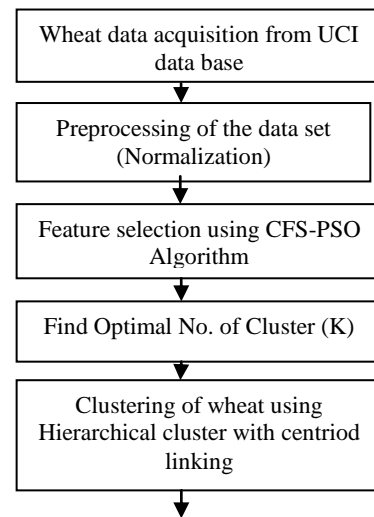 Wheat data acquisition from UCI
data base
Preprocessing of the data set
(Normalization)
Feature selection using CFS-PSO
Algorithm
Find Optimal No. of Cluster (K)
Clustering of wheat using
Hierarchical cluster with centriod
linking